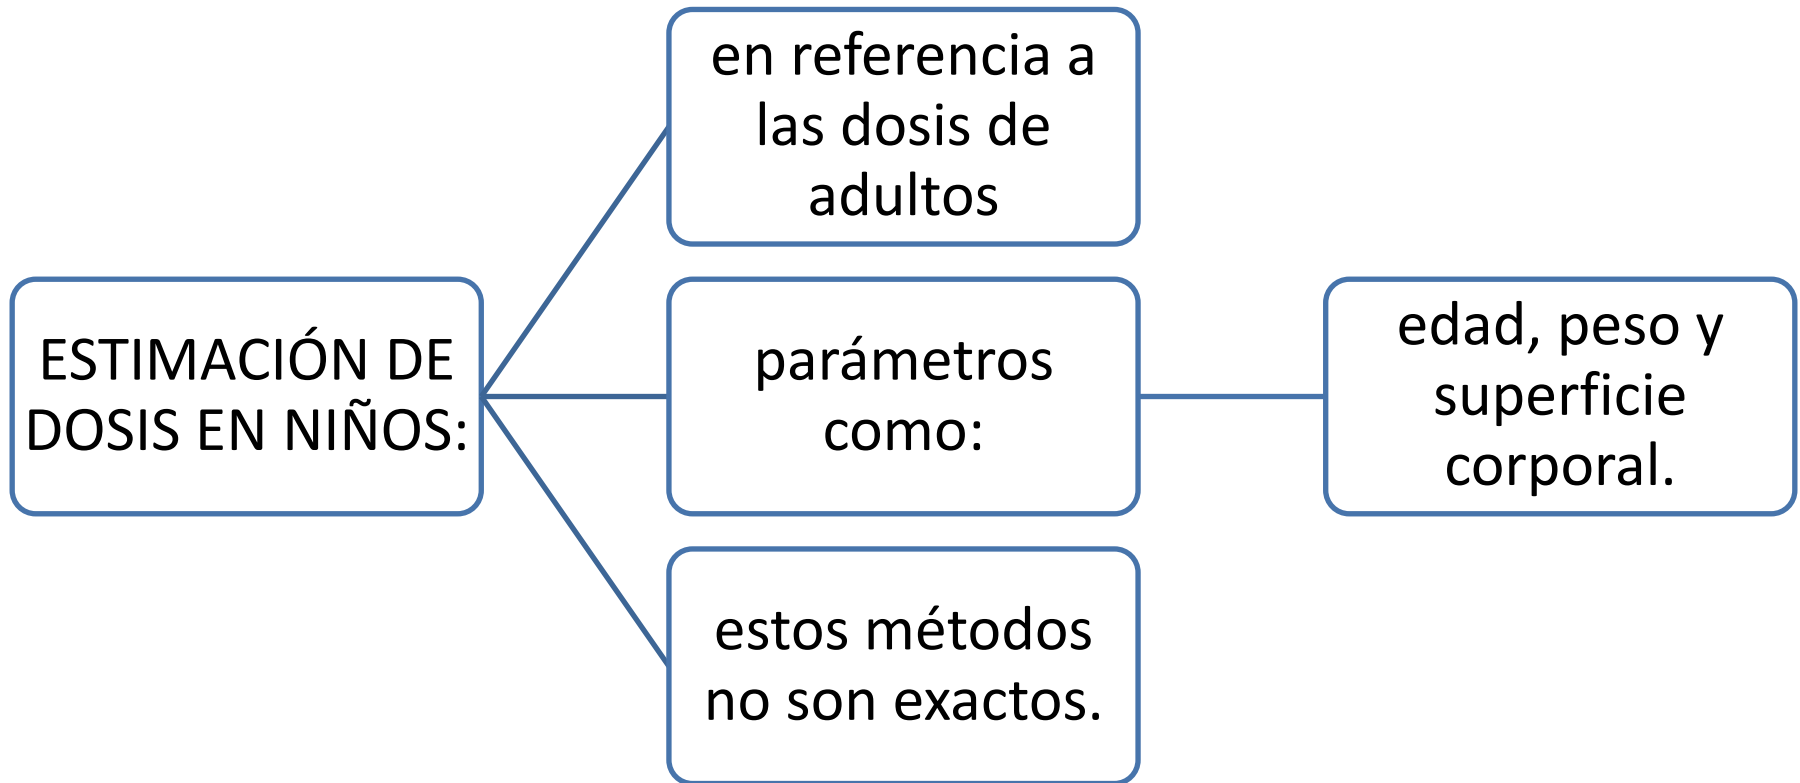 ESTIMACIÓN DE
DOSIS EN NIÑOS:
en referencia a
las dosis de
adultos
parámetros
como:
edad, peso y
superficie
corporal.
estos métodos
no son exactos.